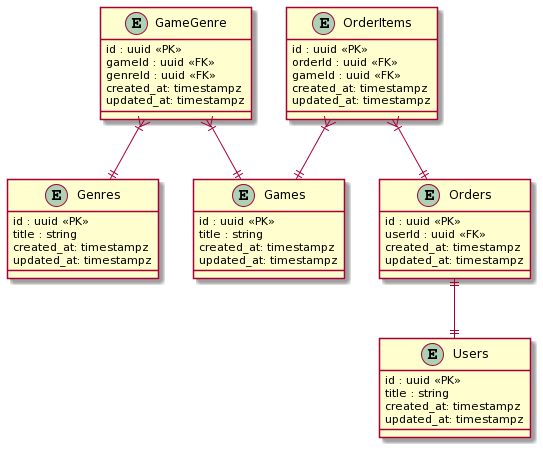 E GameGenre
id : uuid «PK»
gameId : uuid «FK»
genreId : uuid «FK»
created_at: timestampz
updated_at: timestampz
E OrderItems
id : uuid «PK»
orderId : uuid «FK»
gameId : uuid «FK»
created_at: timestampz
updated_at: timestampz
E Genres
id : uuid «PK»
title : string
created_at: timestampz
updated_at: timestampz
E Games
id : uuid «PK»
title : string
created_at: timestampz
updated_at: timestampz
E Orders
id : uuid «PK»
userId : uuid «FK»
created_at: timestampz
updated_at: timestampz
E Users
id : uuid «PK»
title : string
created_at: timestampz
updated_at: timestampz